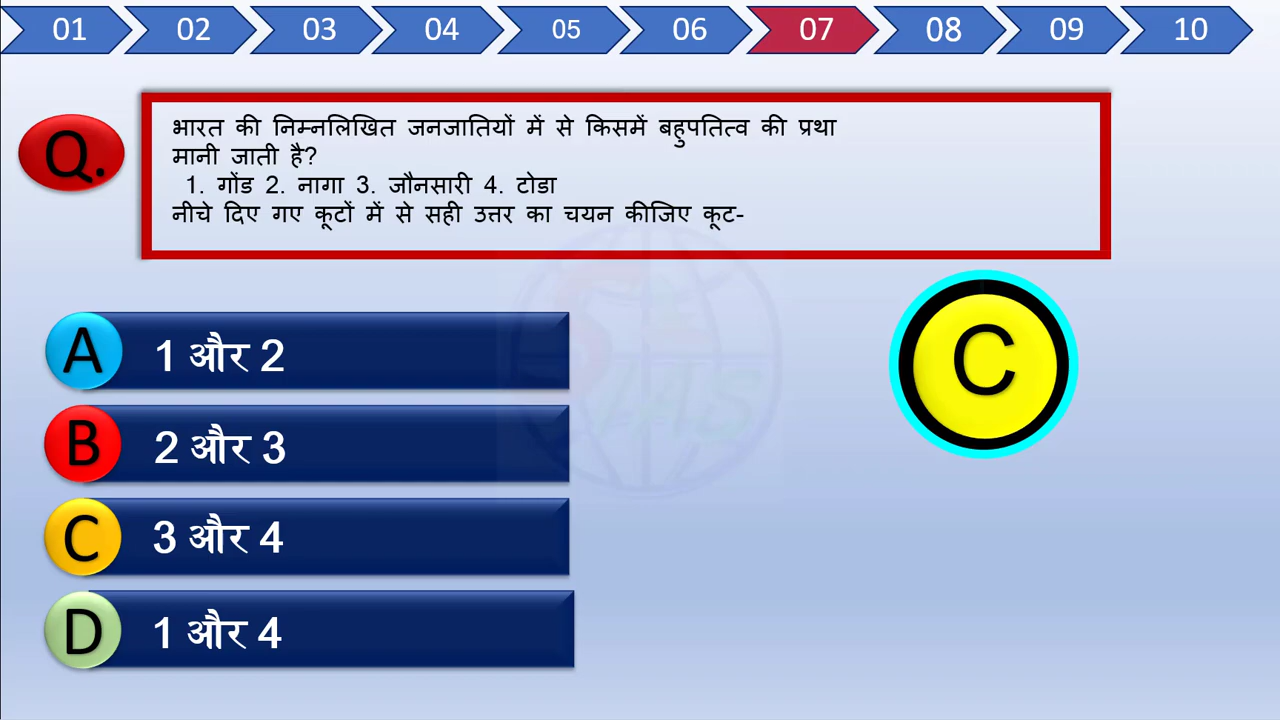 01 02 03 04 05 06 07 08 09 10
Q.
भारत की निम्नलिखित जनजातियों में से किसमें बहुपतित्व की प्रथा
मानी जाती है?
1. गोंड 2. नागा 3. जौनसारी 4. टोडा
नीचे दिए गए कूटों में से सही उत्तर का चयन कीजिए कूट-
A 1 और 2
C
B 2 और 3
C 3 और 4
D 1 और 4